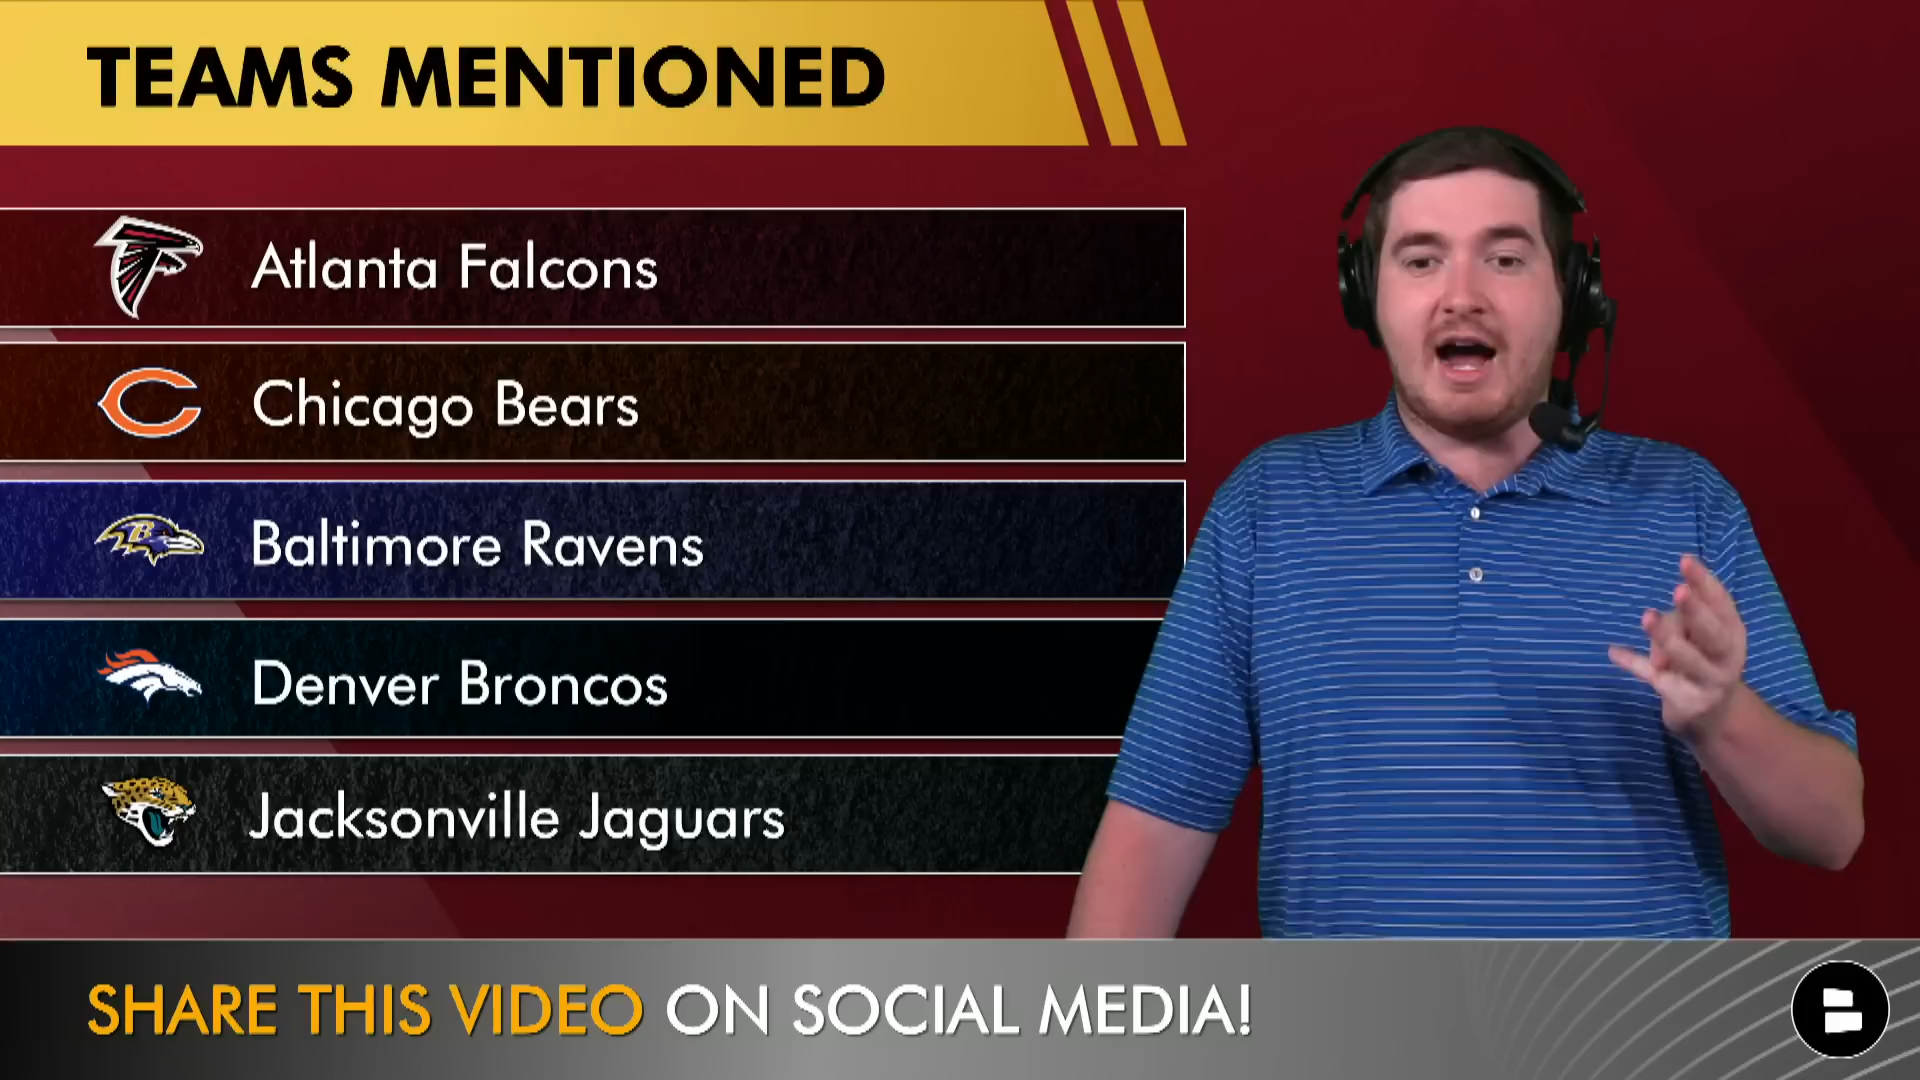 TEAMS MENTIONED
Atlanta Falcons
Chicago Bears
Baltimore Ravens
Denver Broncos
Jacksonville Jaguars
SHARE THIS VIDEO ON SOCIAL MEDIA!